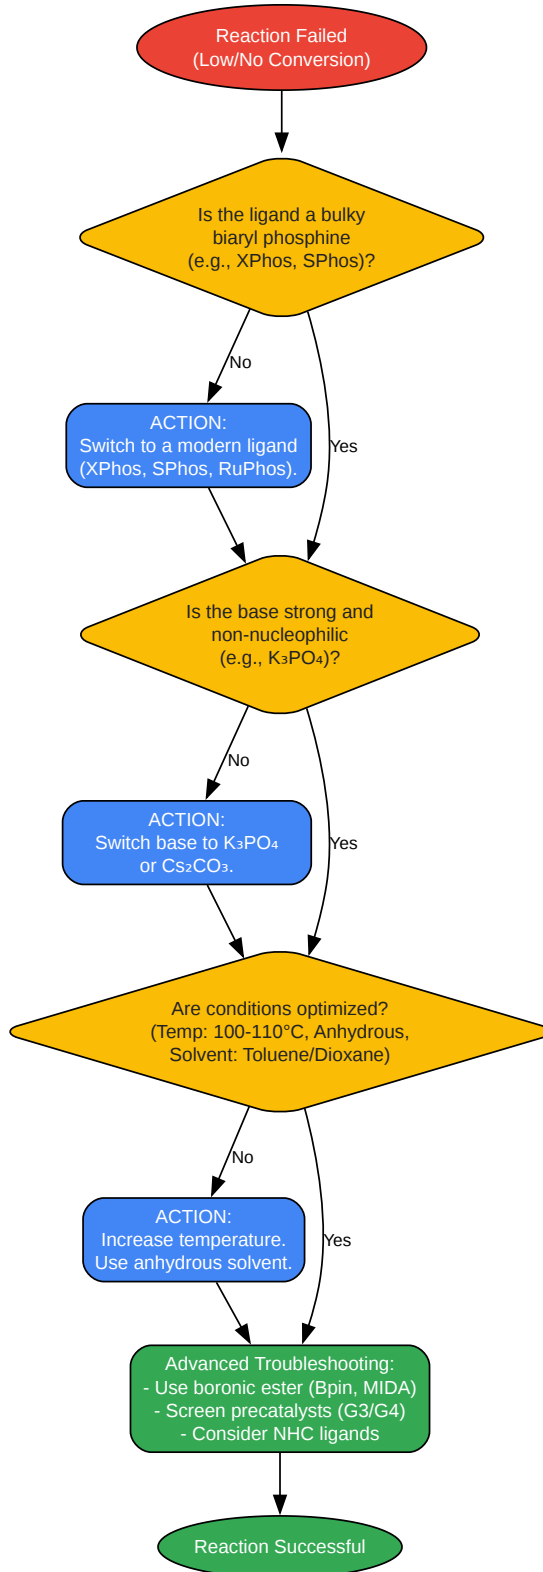 Reaction Failed
(Low/No Conversion)
Is the ligand a bulky
biaryl phosphine
(e.g., XPhos, SPhos)?
No
Yes
ACTION:
Switch to a modern ligand
(XPhos, SPhos, RuPhos).
Is the base strong and
non-nucleophilic
(e.g., K₃PO₄)?
No
Yes
ACTION:
Switch base to K₃PO₄
or Cs₂CO₃.
Are conditions optimized?
(Temp: 100-110°C, Anhydrous,
Solvent: Toluene/Dioxane)
No
Yes
ACTION:
Increase temperature.
Use anhydrous solvent.
Advanced Troubleshooting:
- Use boronic ester (Bpin, MIDA)
- Screen precatalysts (G3/G4)
- Consider NHC ligands
Reaction Successful